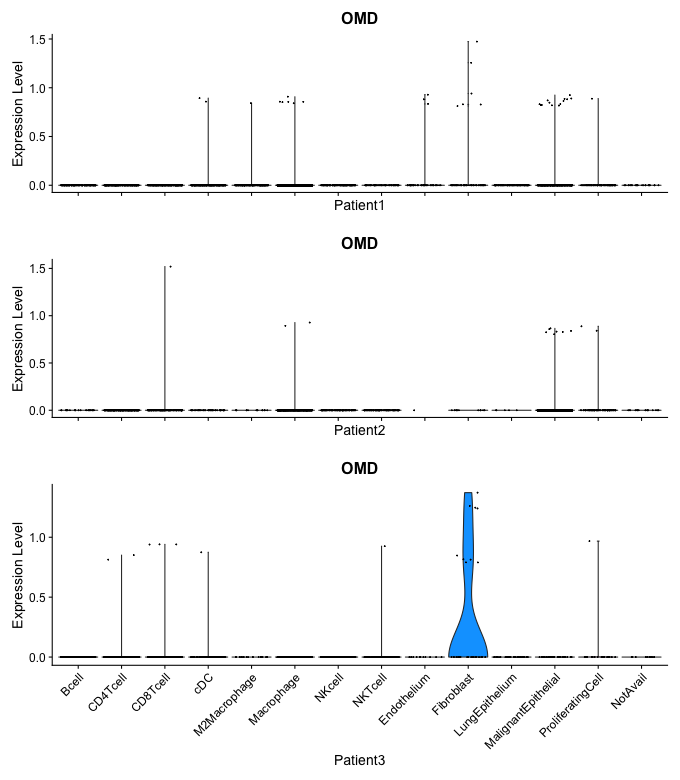 OMD
Expression Level
1.5
1.0
0.5
0.0
Patient1
OMD
Expression Level
1.5
1.0
0.5
0.0
Patient2
OMD
Expression Level
1.0
0.5
0.0
Bcell
CD4Tcell
CD8Tcell
cDC
M2Macrophage
Macrophage
NKcell
NKTcell
Endothelium
Fibroblast
LungEpithelium
MalignantEpithelial
ProliferatingCell
NotAvail
Patient3